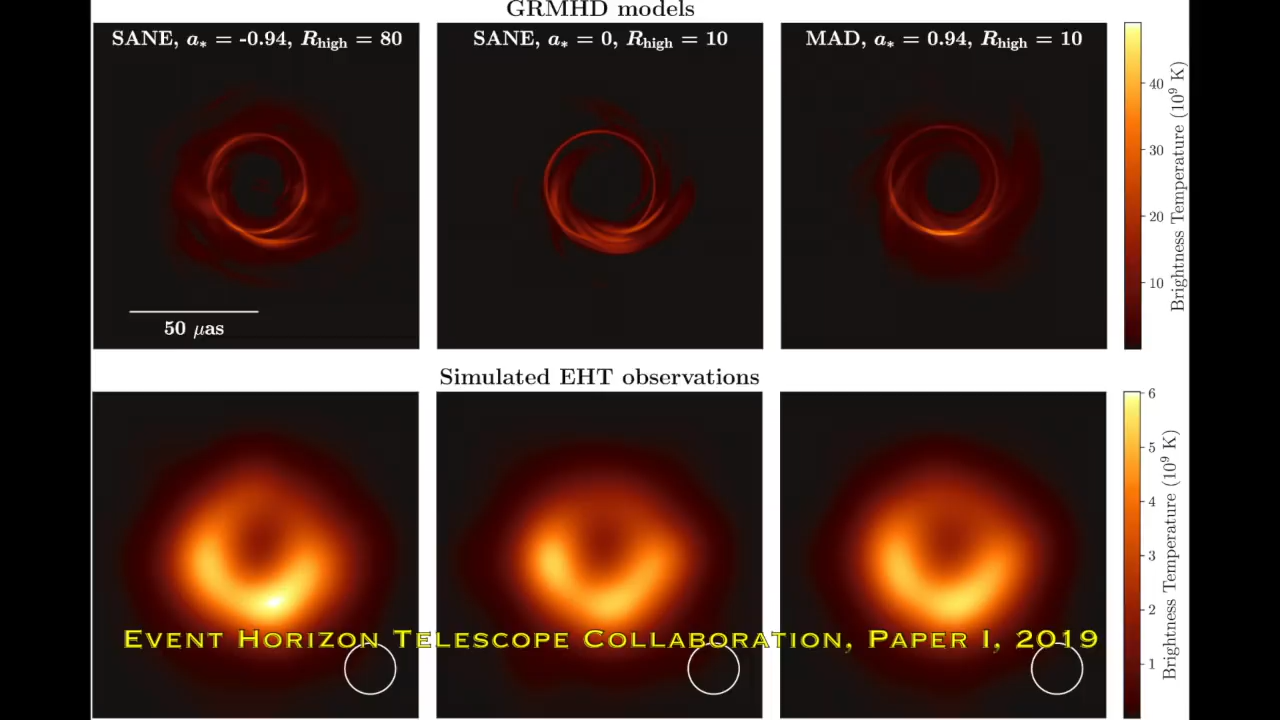 GRMHD models
SANE, a* = -0.94, Rhigh = 80
SANE, a* = 0, Rhigh = 10
MAD, a* = 0.94, Rhigh = 10
50 μas
40
30
20
10
Brightness Temperature (10⁹ K)
Simulated EHT observations
6
5
4
3
2
1
Brightness Temperature (10⁹ K)
EVENT HORIZON TELESCOPE COLLABORATION, PAPER I, 2019